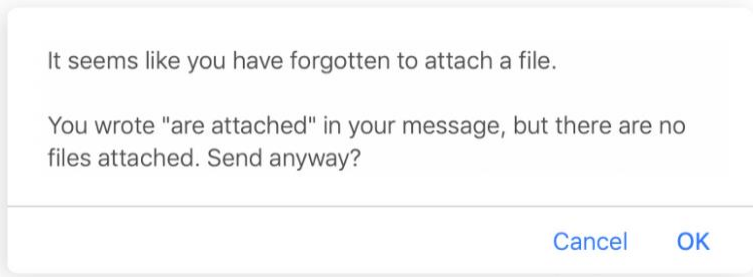 It seems like you have forgotten to attach a file.
You wrote "are attached" in your message, but there are no
files attached. Send anyway?
Cancel OK